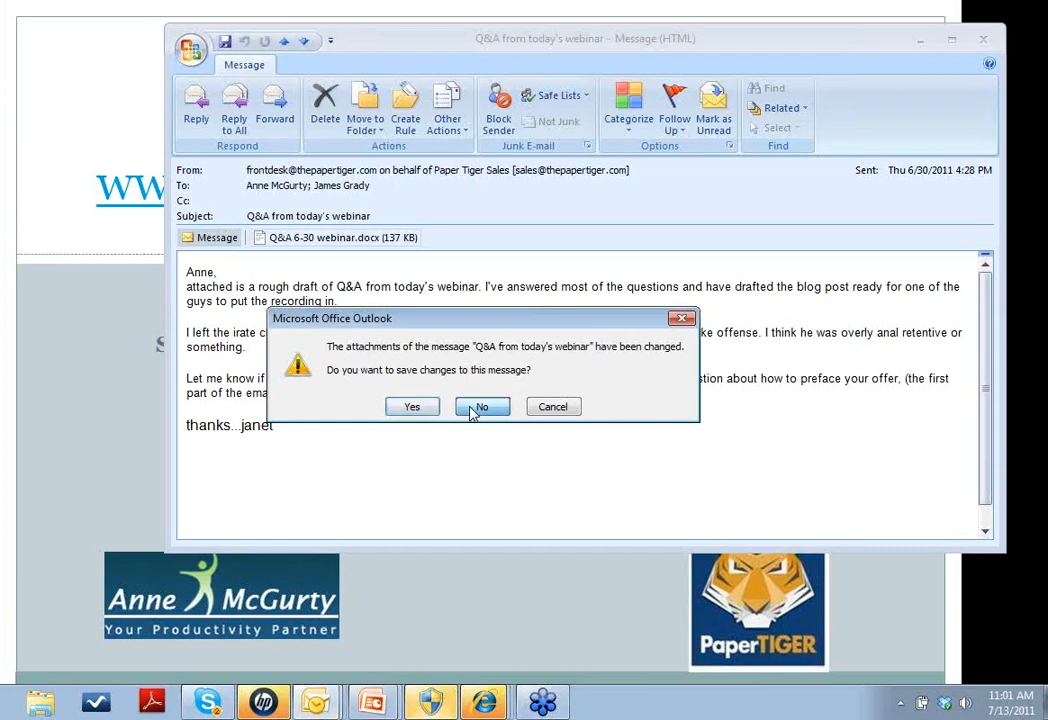 Q&A from today's webinar - Message (HTML)
Message
Reply
Reply to All
Forward
Respond
Delete
Move to Folder
Create Rule
Other Actions
Actions
Block Sender
Safe Lists
Not Junk
Junk E-mail
Categorize
Follow Up
Mark as Unread
Options
Find
Related
Select
Find
From: frontdesk@thepapertiger.com on behalf of Paper Tiger Sales [sales@thepapertiger.com] Sent: Thu 6/30/2011 4:28 PM
To: Anne McGurty; James Grady
Cc:
Subject: Q&A from today's webinar
Message Q&A 6-30 webinar.docx (137 KB)
Anne,
attached is a rough draft of Q&A from today's webinar. I've answered most of the questions and have drafted the blog post ready for one of the
guys to put the recording in.
I left the irate c ke offense. I think he was overly anal retentive or
something.
Let me know if stion about how to preface your offer, (the first
part of the ema
thanks...janet
Microsoft Office Outlook
The attachments of the message "Q&A from today's webinar" have been changed.
Do you want to save changes to this message?
Yes No Cancel
ww
s
Anne McGurty
Your Productivity Partner
PaperTIGER
hp
11:01 AM
7/13/2011